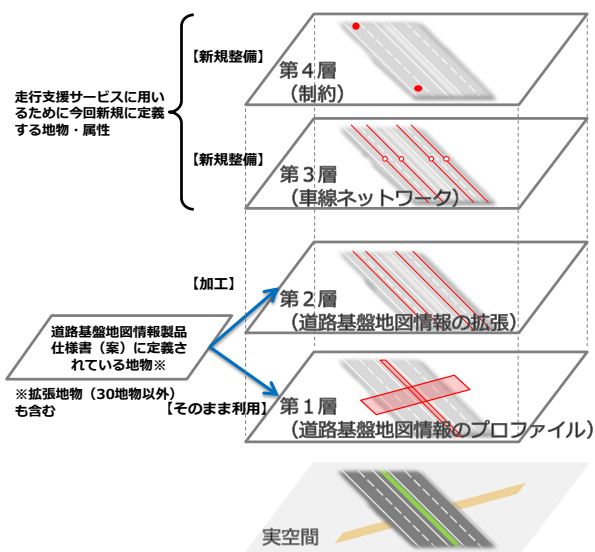 【新規整備】
第４層
（制約）
走行支援サービスに用い
るために今回新規に定義
する地物・属性
【新規整備】
第３層
（車線ネットワーク）
【加工】
第２層
（道路基盤地図情報の拡張）
道路基盤地図情報製品
仕様書（案）に定義さ
れている地物※
※拡張地物（30地物以外）
も含む
【そのまま利用】
第１層
（道路基盤地図情報のプロファイル）
実空間